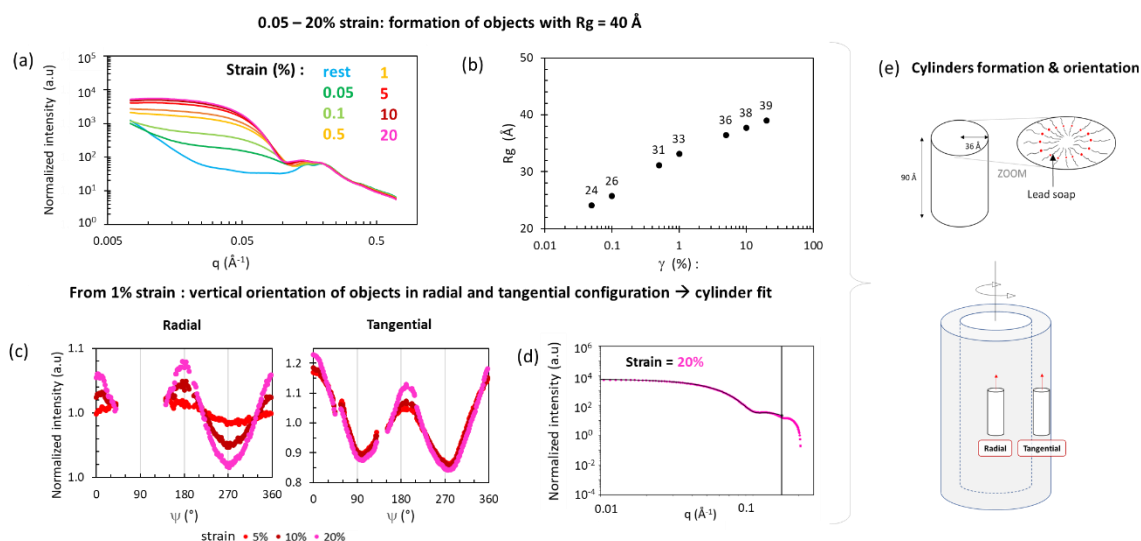 0.05 – 20% strain: formation of objects with Rg = 40 Å
(a)
Normalized intensity (a.u)
10⁵
10⁴
10³
10²
10¹
10⁰
0.005
0.05
0.5
q (Å⁻¹)
Strain (%) :
rest 1
0.05 5
0.1 10
0.5 20
(b)
Rg (Å)
50
40
30
20
24
26
31
33
36
38
39
0.01
0.1
1
10
100
γ (%) :
From 1% strain : vertical orientation of objects in radial and tangential configuration → cylinder fit
(c)
Radial
Normalized intensity (a.u)
1.1
1.0
1.0
0
90
180
270
360
Ψ (°)
Tangential
1.2
1.1
1.0
0.9
0.8
0
90
180
270
360
Ψ (°)
strain • 5% • 10% • 20%
(d)
Normalized intensity (a.u)
Strain = 20%
10⁶
10⁴
10²
10⁰
10⁻²
10⁻⁴
0.01
0.1
q (Å⁻¹)
(e)
Cylinders formation & orientation
36 Å
90 Å
ZOOM
Lead soap
Radial
Tangential